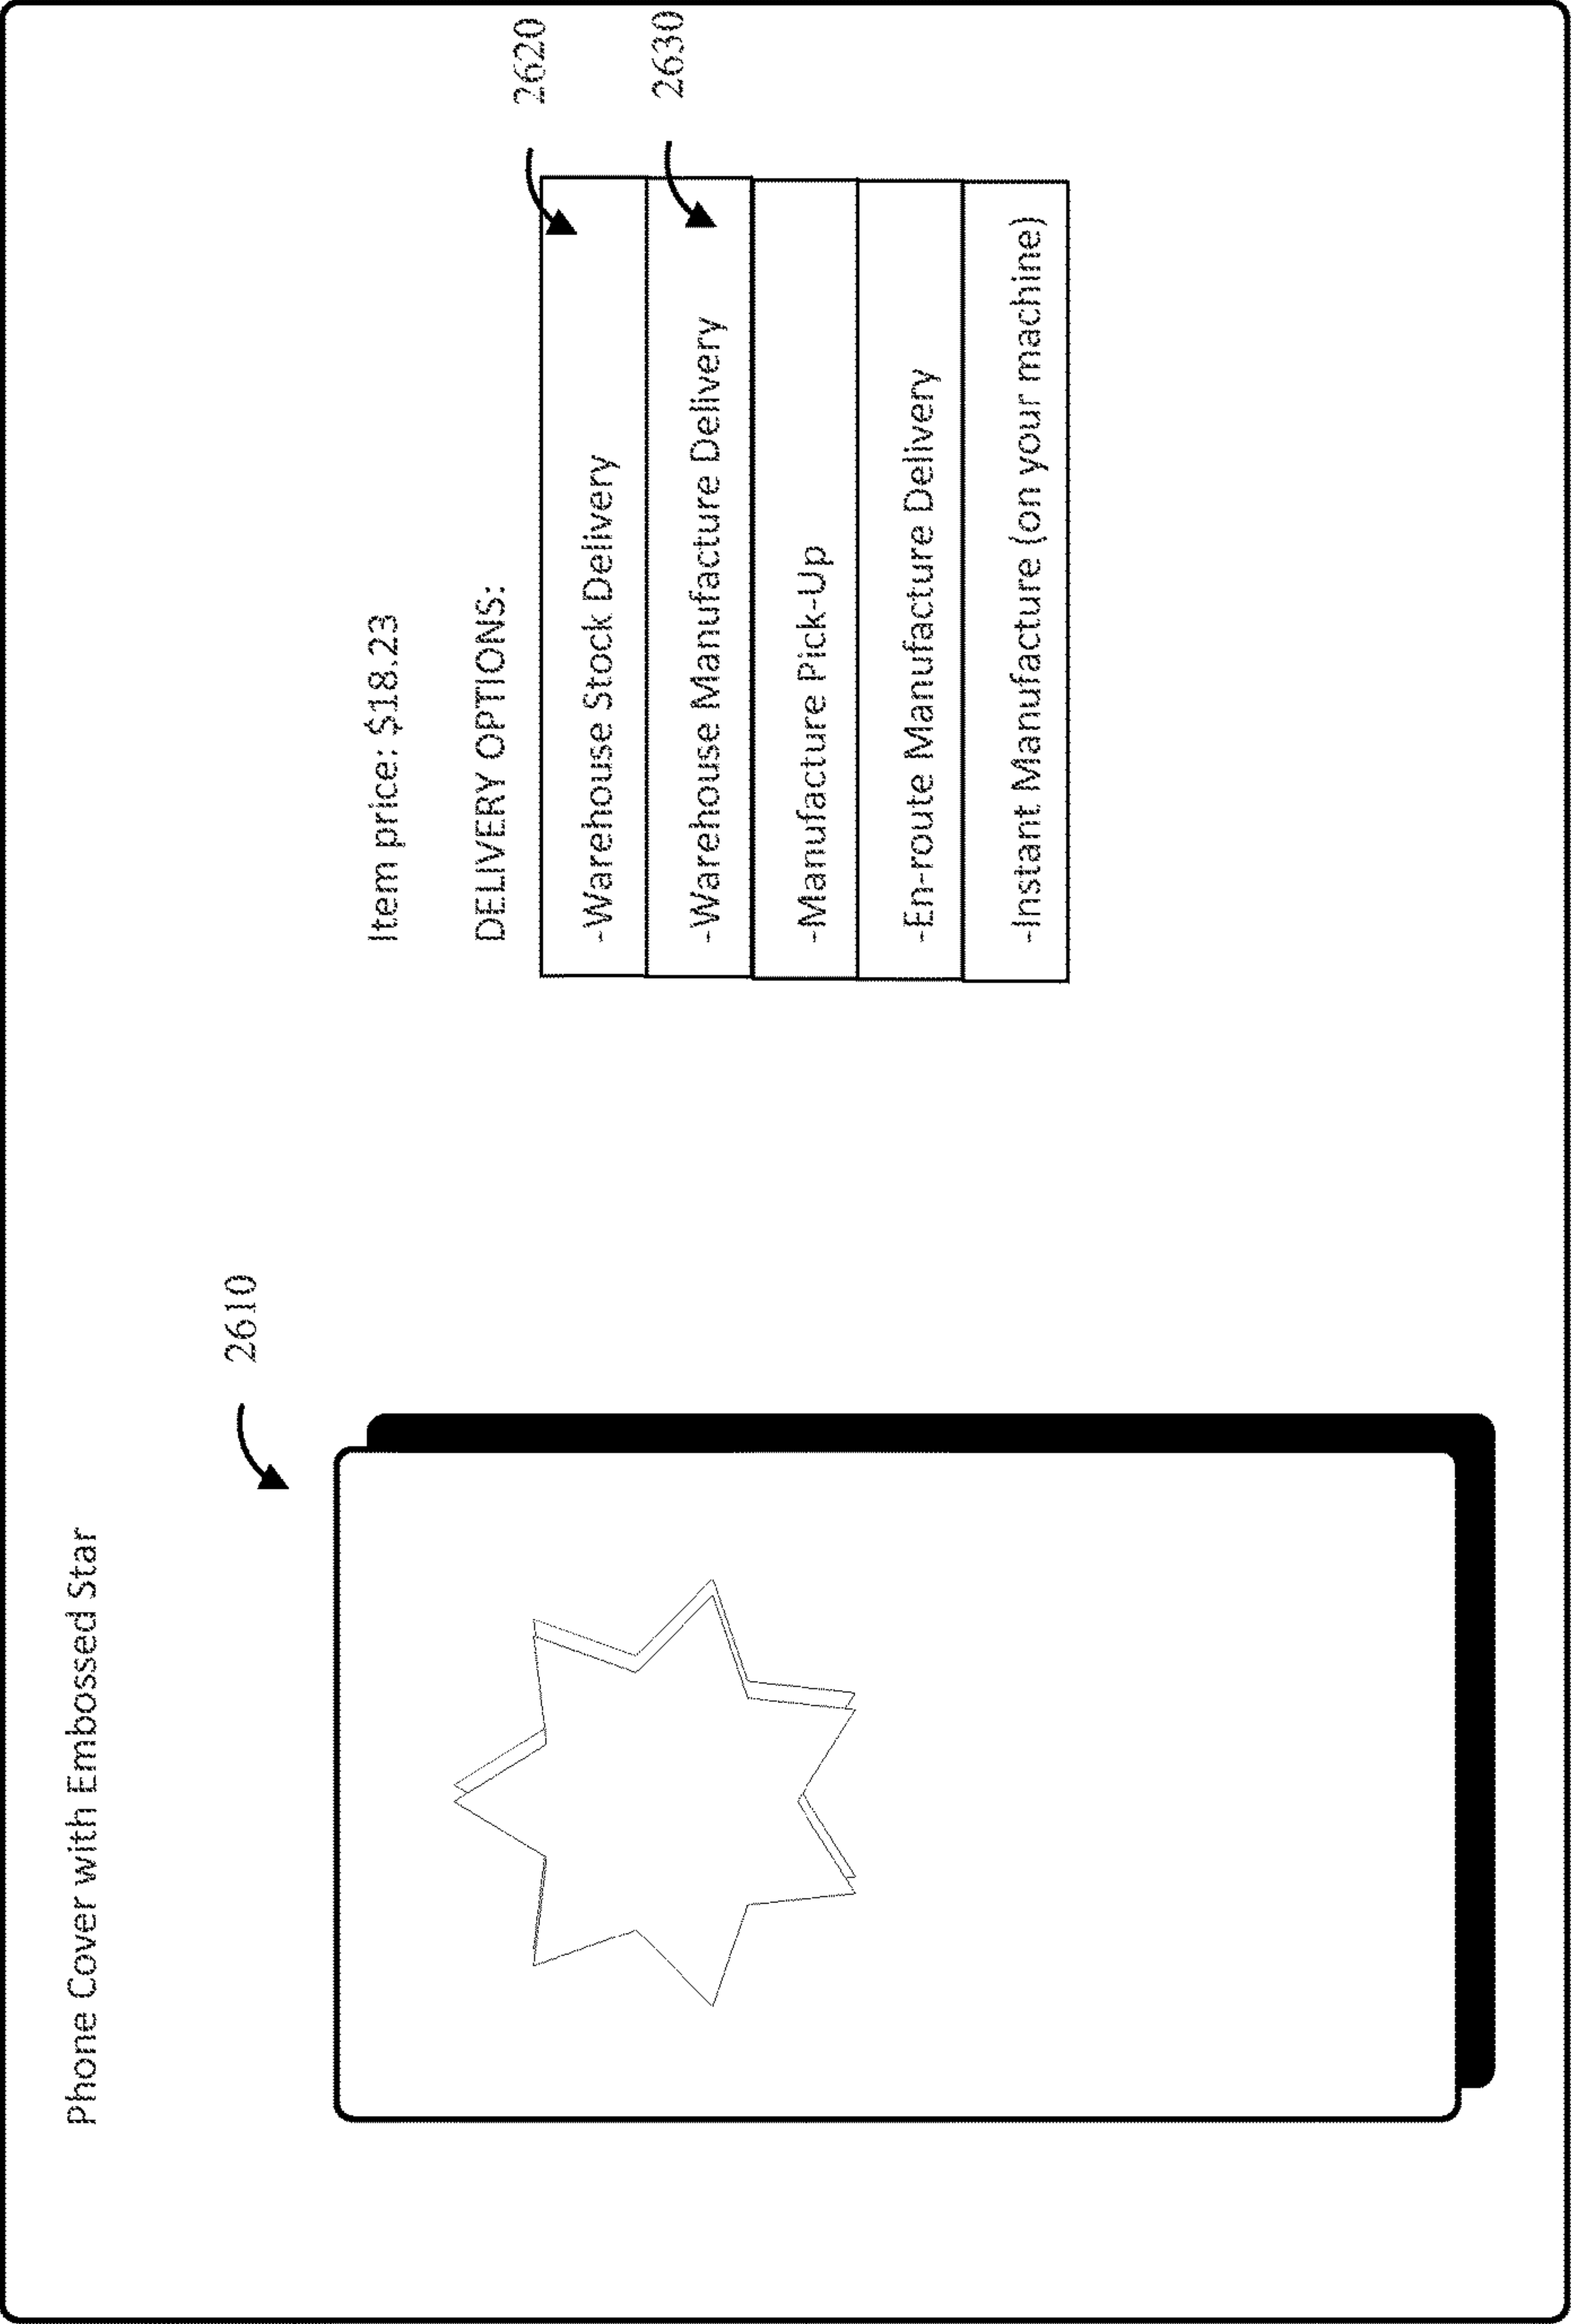 Phone Cover with Embossed Star
2610
Item price: $18.23
DELIVERY OPTIONS:
2620
-Warehouse Stock Delivery
2630
-Warehouse Manufacture Delivery
-Manufacture Pick-Up
-En-route Manufacture Delivery
-Instant Manufacture (on your machine)